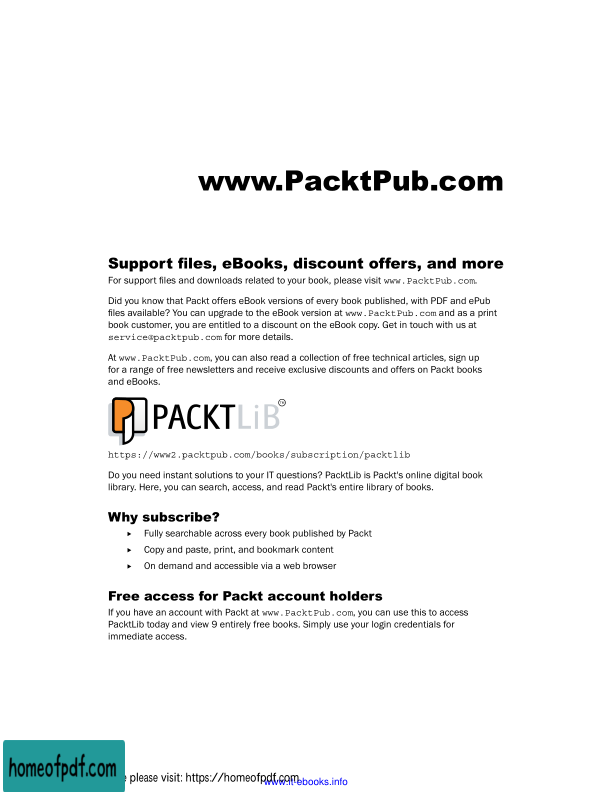 www.PacktPub.com
Support files, eBooks, discount offers, and more
For support files and downloads related to your book, please visit www.PacktPub.com.
Did you know that Packt offers eBook versions of every book published, with PDF and ePub
files available? You can upgrade to the eBook version at www.PacktPub.com and as a print
book customer, you are entitled to a discount on the eBook copy. Get in touch with us at
service@packtpub.com for more details.
At www.PacktPub.com, you can also read a collection of free technical articles, sign up
for a range of free newsletters and receive exclusive discounts and offers on Packt books
and eBooks.
PACKTLiB
https://www2.packtpub.com/books/subscription/packtlib
Do you need instant solutions to your IT questions? PacktLib is Packt's online digital book
library. Here, you can search, access, and read Packt's entire library of books.
Why subscribe?
▸ Fully searchable across every book published by Packt
▸ Copy and paste, print, and bookmark content
▸ On demand and accessible via a web browser
Free access for Packt account holders
If you have an account with Packt at www.PacktPub.com, you can use this to access
PacktLib today and view 9 entirely free books. Simply use your login credentials for
immediate access.
homeofpdf.com
please visit: https://homeofpdf.com
www.it-ebooks.info